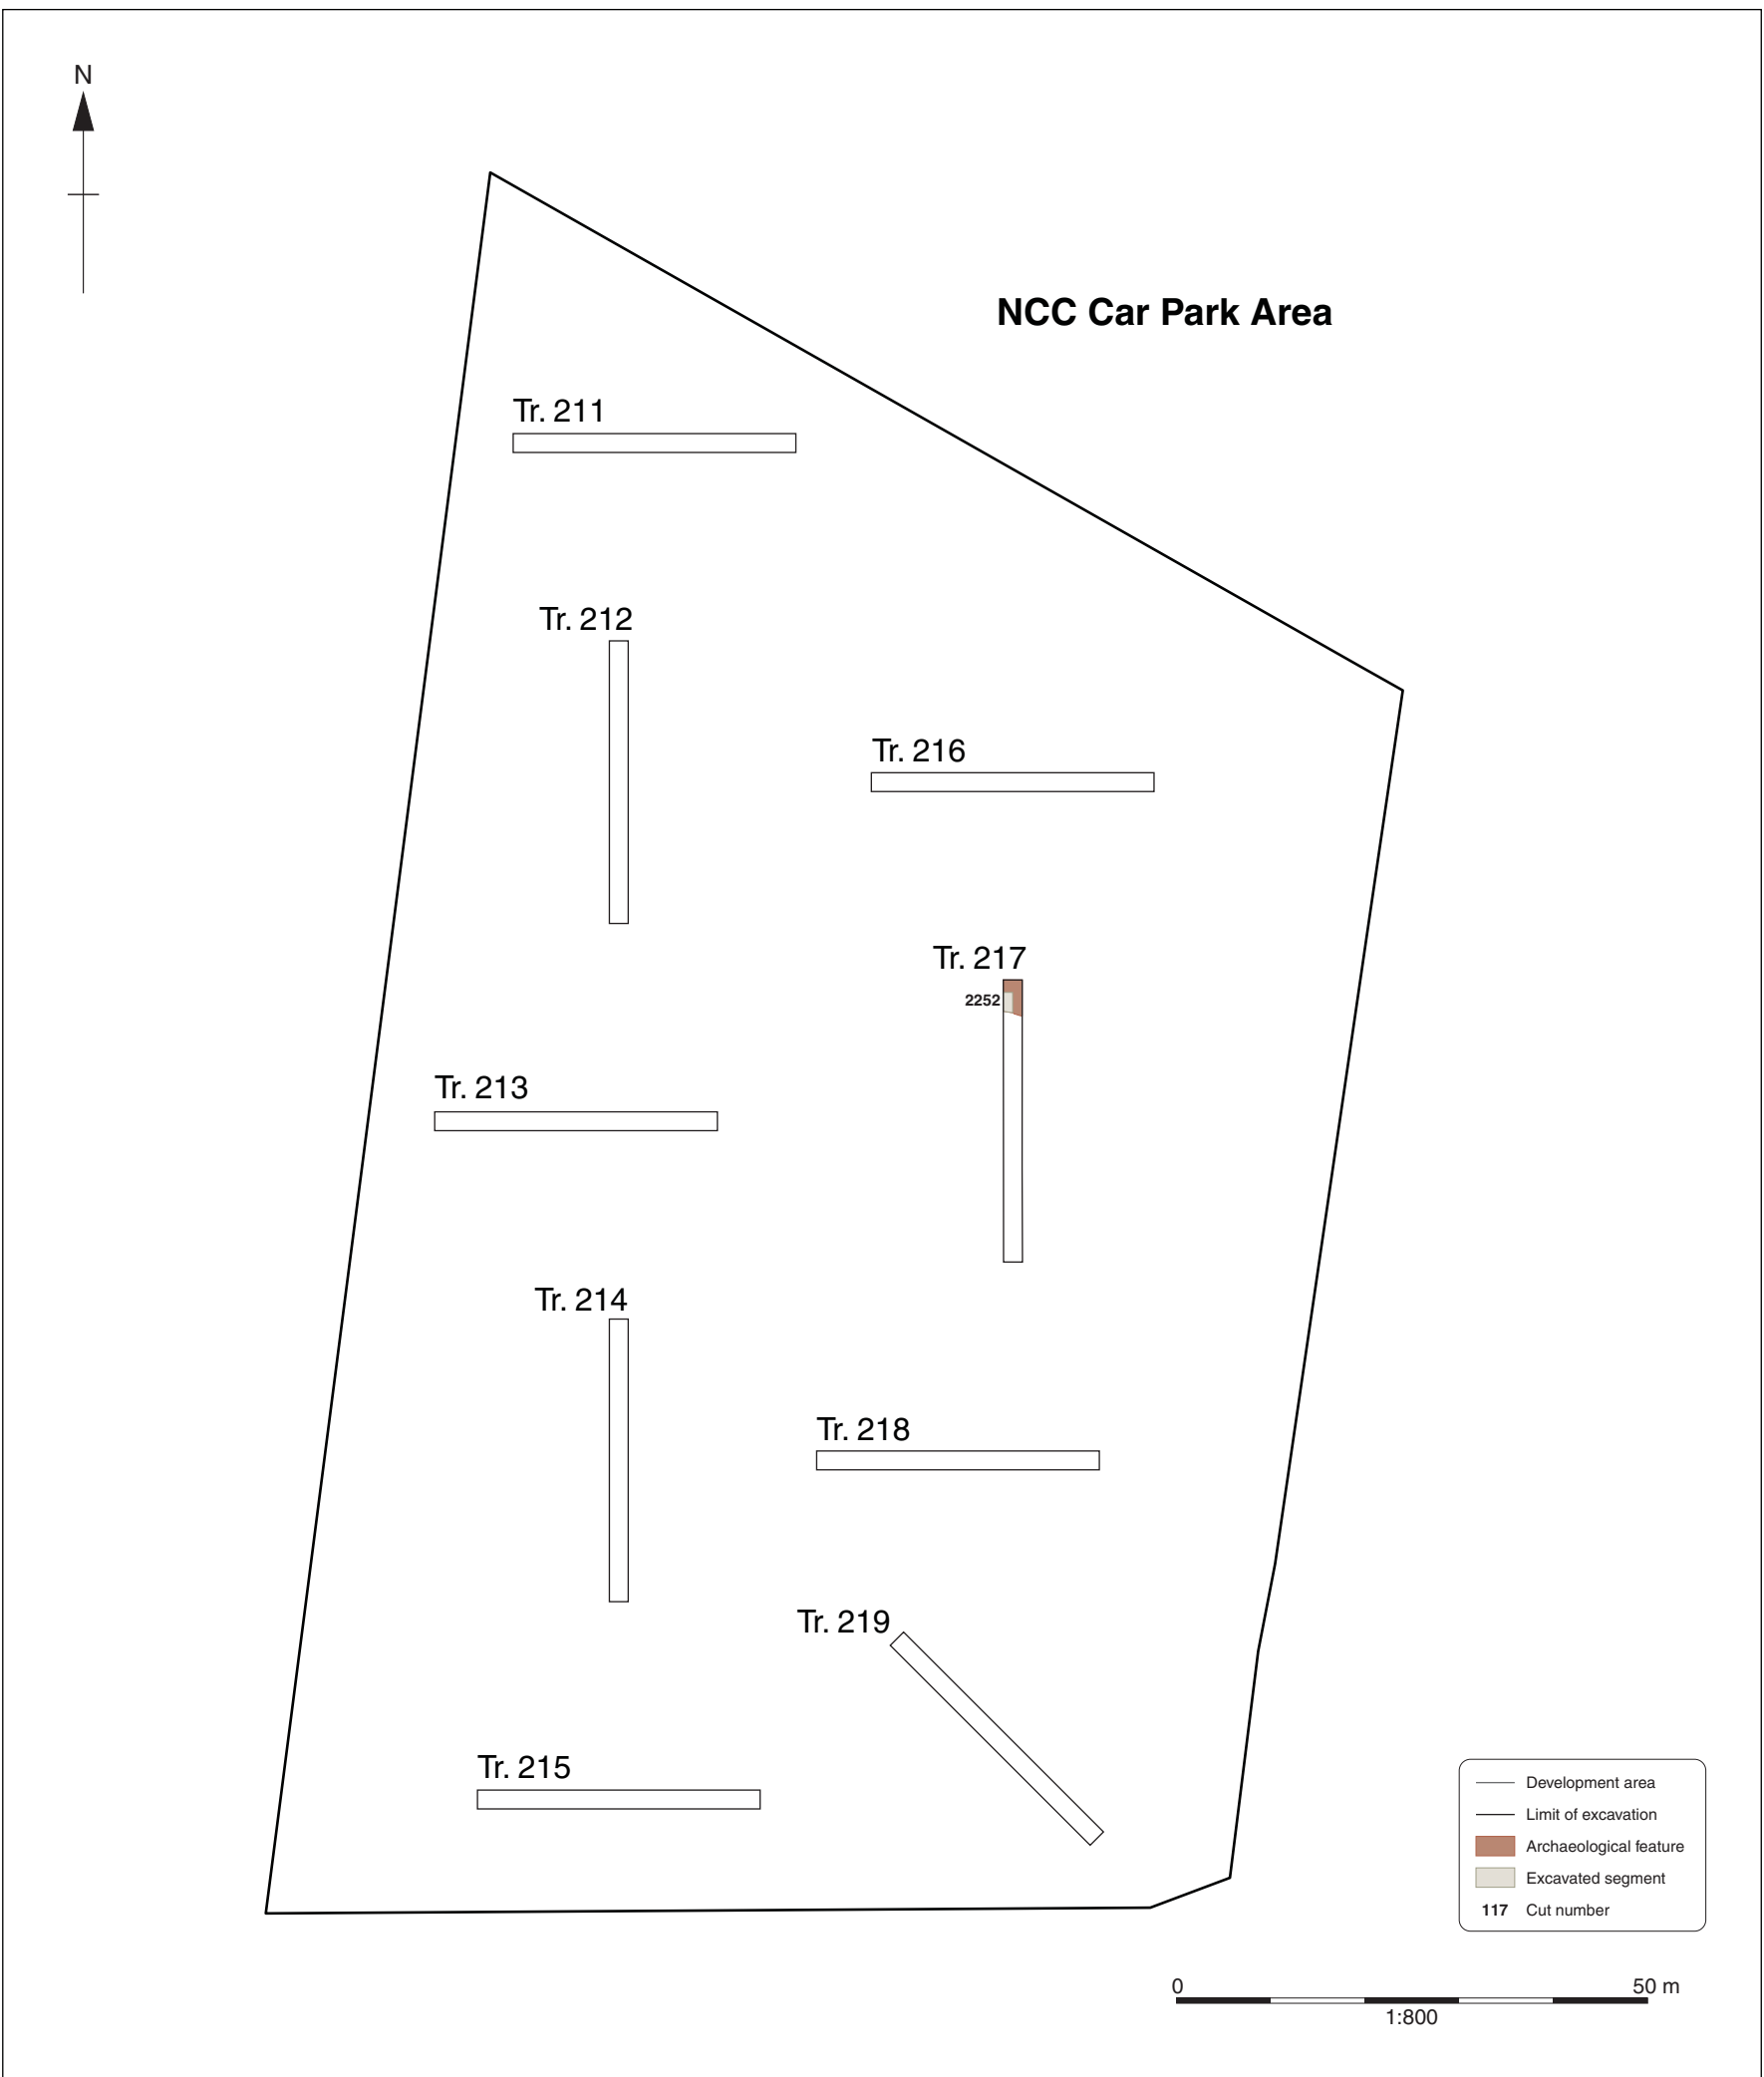 N
NCC Car Park Area
Tr. 211
Tr. 212
Tr. 216
Tr. 217
2252
Tr. 213
Tr. 214
Tr. 218
Tr. 219
Tr. 215
Development area
Limit of excavation
Archaeological feature
Excavated segment
117 Cut number
0 50 m
1:800